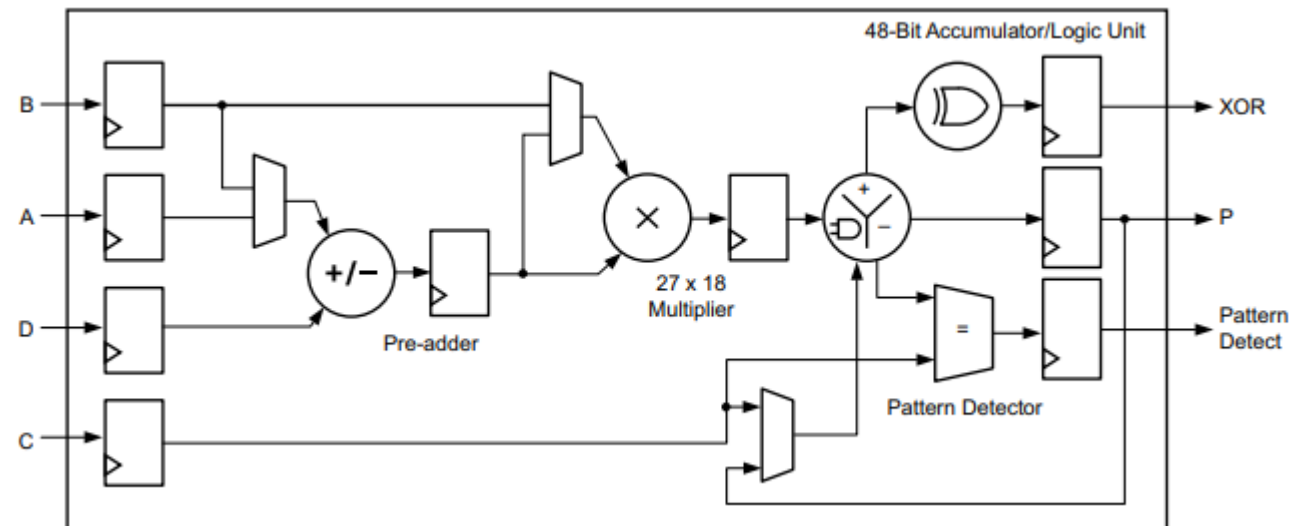 48-Bit Accumulator/Logic Unit
B
XOR
A
+
–
P
×
+/–
27 x 18
Multiplier
D
Pre-adder
=
Pattern
Detect
Pattern Detector
C